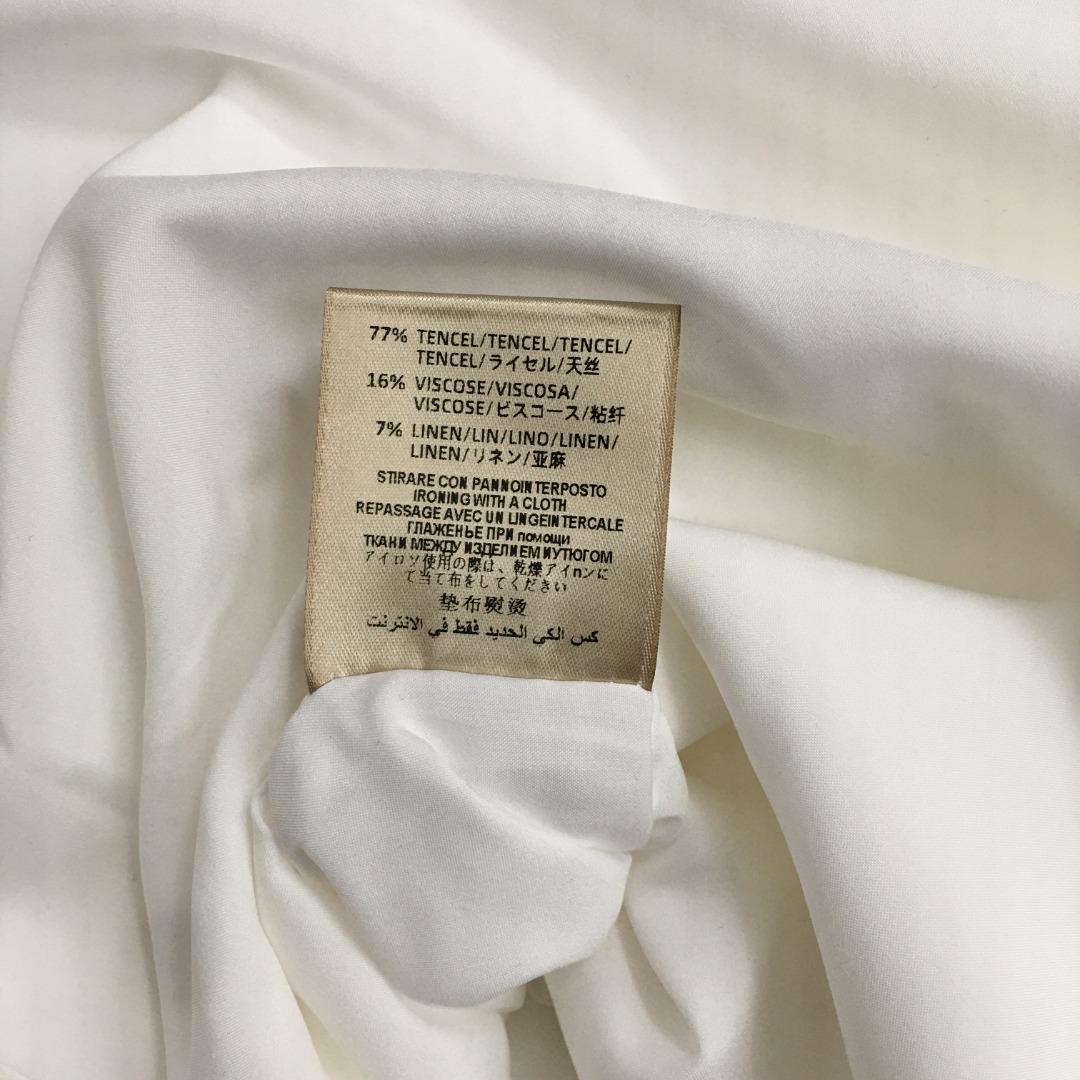 77% TENCEL/TENCEL/TENCEL/
TENCEL/ライセル/天丝
16% VISCOSE/VISCOSA/
VISCOSE/ビスコース/粘纤
7% LINEN/LIN/LINO/LINEN/
LINEN/リネン/亚麻
STIRARE CON PANNOINTERPOSTO
IRONING WITH A CLOTH
REPASSAGE AVEC UN LINGEINTERCALE
ГЛАЖЕНЬЕ ПРИ помощи
ТКАНИ МЕЖДУ ИЗДЕЛИЕМ ИУТЮГОМ
アイロン使用の際は、乾燥アイnンに
て当て布をしてください
垫布熨烫
كس الكي الحديد فقط في الانترنت